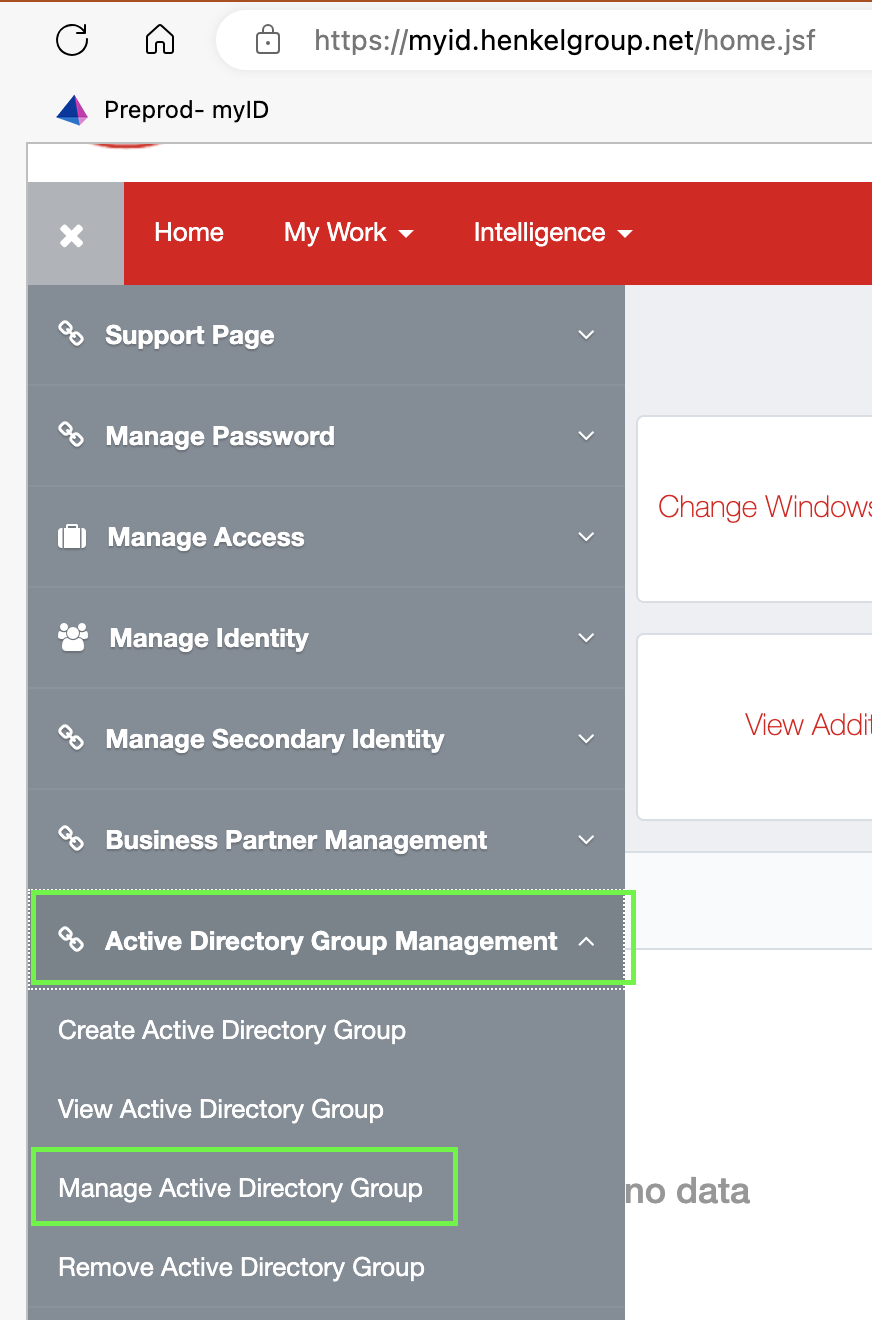 https://myid.henkelgroup.net/home.jsf
Preprod- myID
Home
My Work
Intelligence
Support Page
Manage Password
Manage Access
Manage Identity
Manage Secondary Identity
Business Partner Management
Active Directory Group Management
Create Active Directory Group
View Active Directory Group
Manage Active Directory Group
Remove Active Directory Group
Change Windows
View Addit
no data